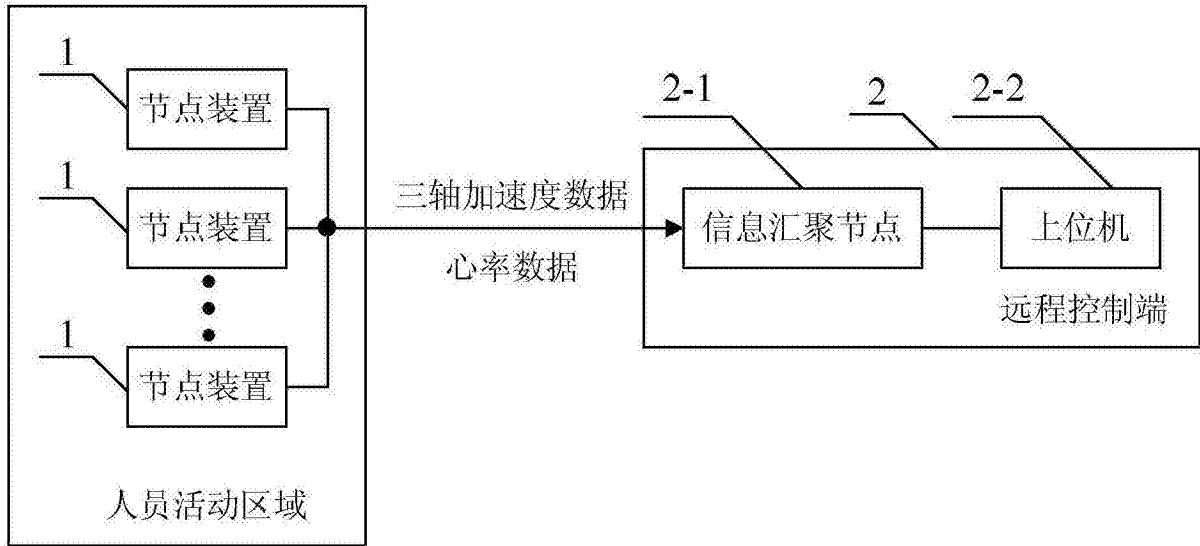 1
节点装置
1
节点装置
1
节点装置
人员活动区域
三轴加速度数据
心率数据
2-1
2
2-2
信息汇聚节点
上位机
远程控制端